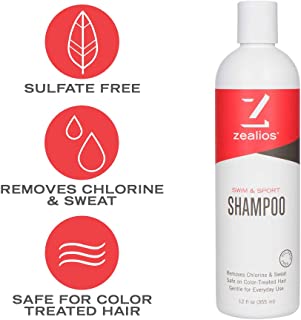 SULFATE FREE
REMOVES CHLORINE
& SWEAT
SAFE FOR COLOR
TREATED HAIR
Z
zealios
SWIM & SPORT
SHAMPOO
Removes Chlorine & Sweat
Safe on Color-Treated Hair
Gentle for Everyday Use
12 fl oz (355 ml)